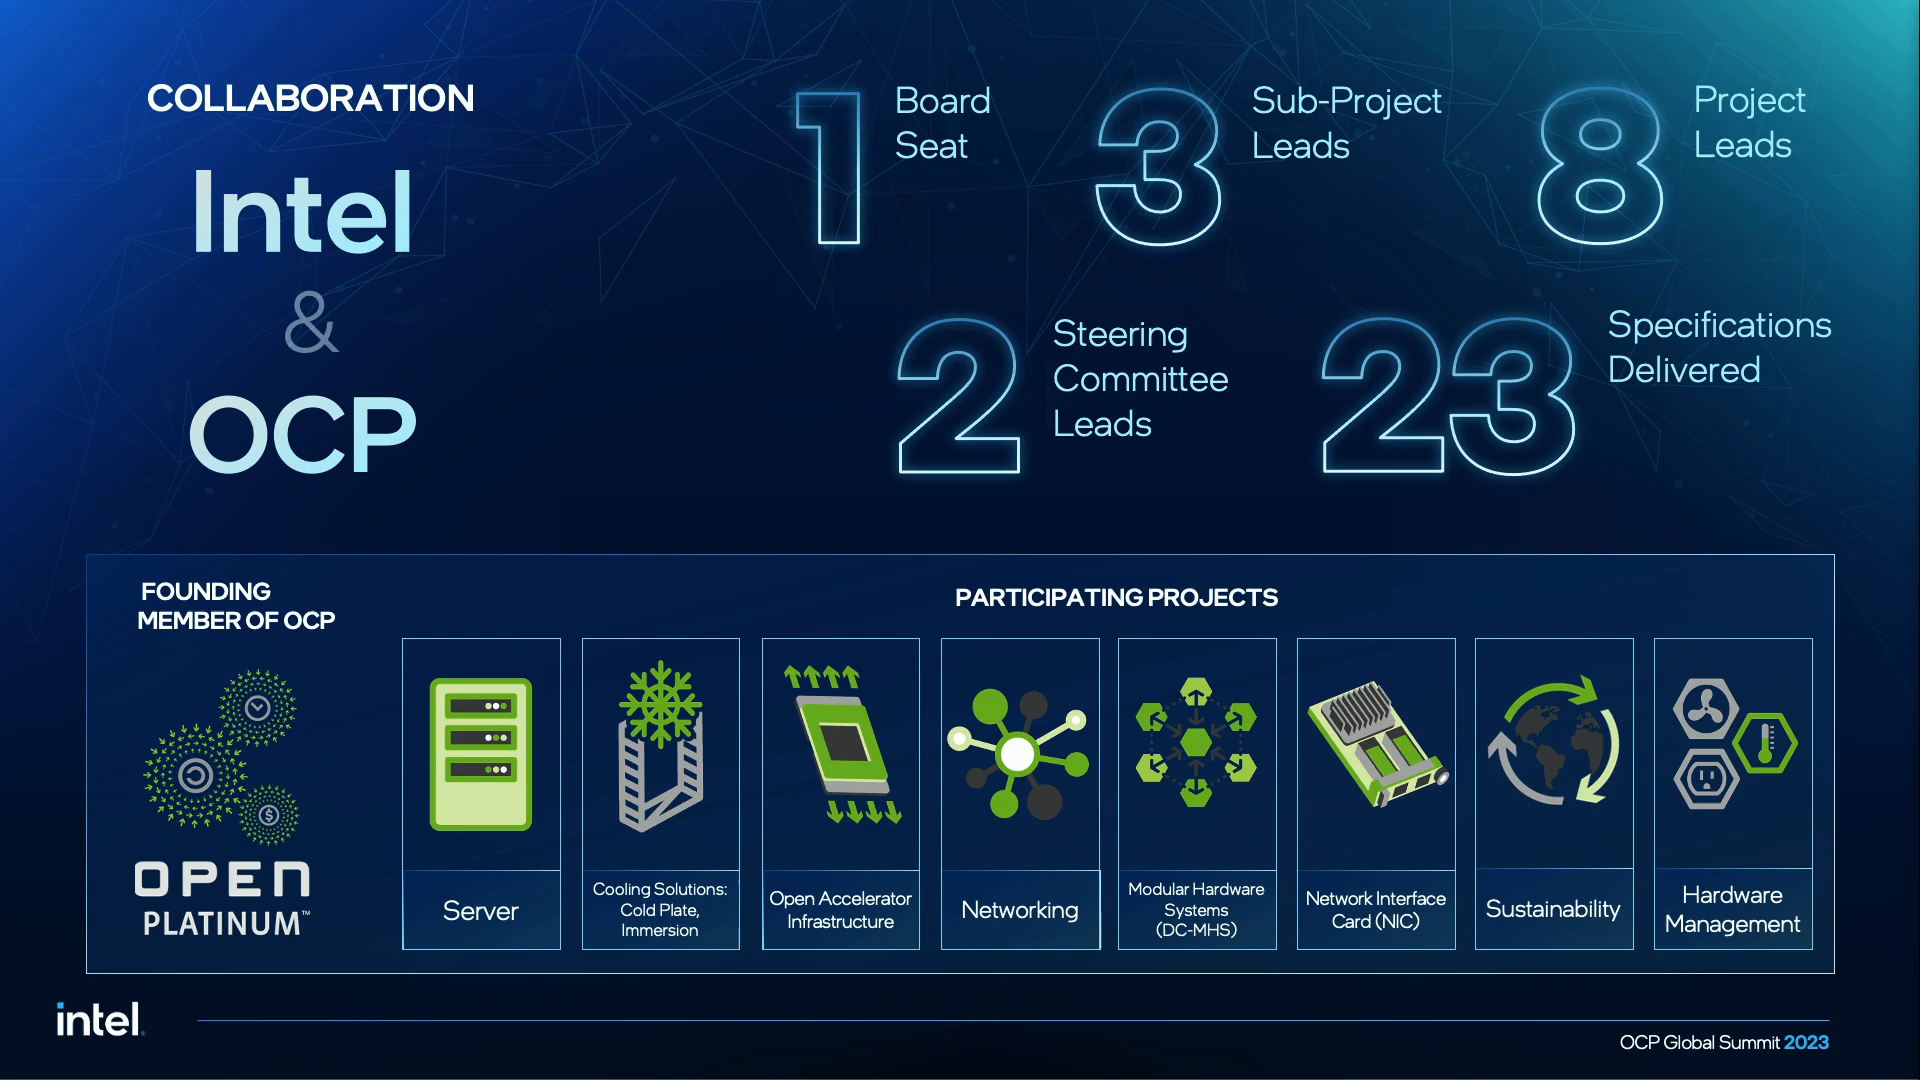 COLLABORATION
Intel
&
OCP
1
Board
Seat
3
Sub-Project
Leads
8
Project
Leads
2
Steering
Committee
Leads
23
Specifications
Delivered
FOUNDING
MEMBER OF OCP
$
OPEN
PLATINUM™
PARTICIPATING PROJECTS
Server
Cooling Solutions:
Cold Plate,
Immersion
Open Accelerator
Infrastructure
Networking
Modular Hardware
Systems
(DC-MHS)
Network Interface
Card (NIC)
Sustainability
Hardware
Management
intel.
OCP Global Summit 2023